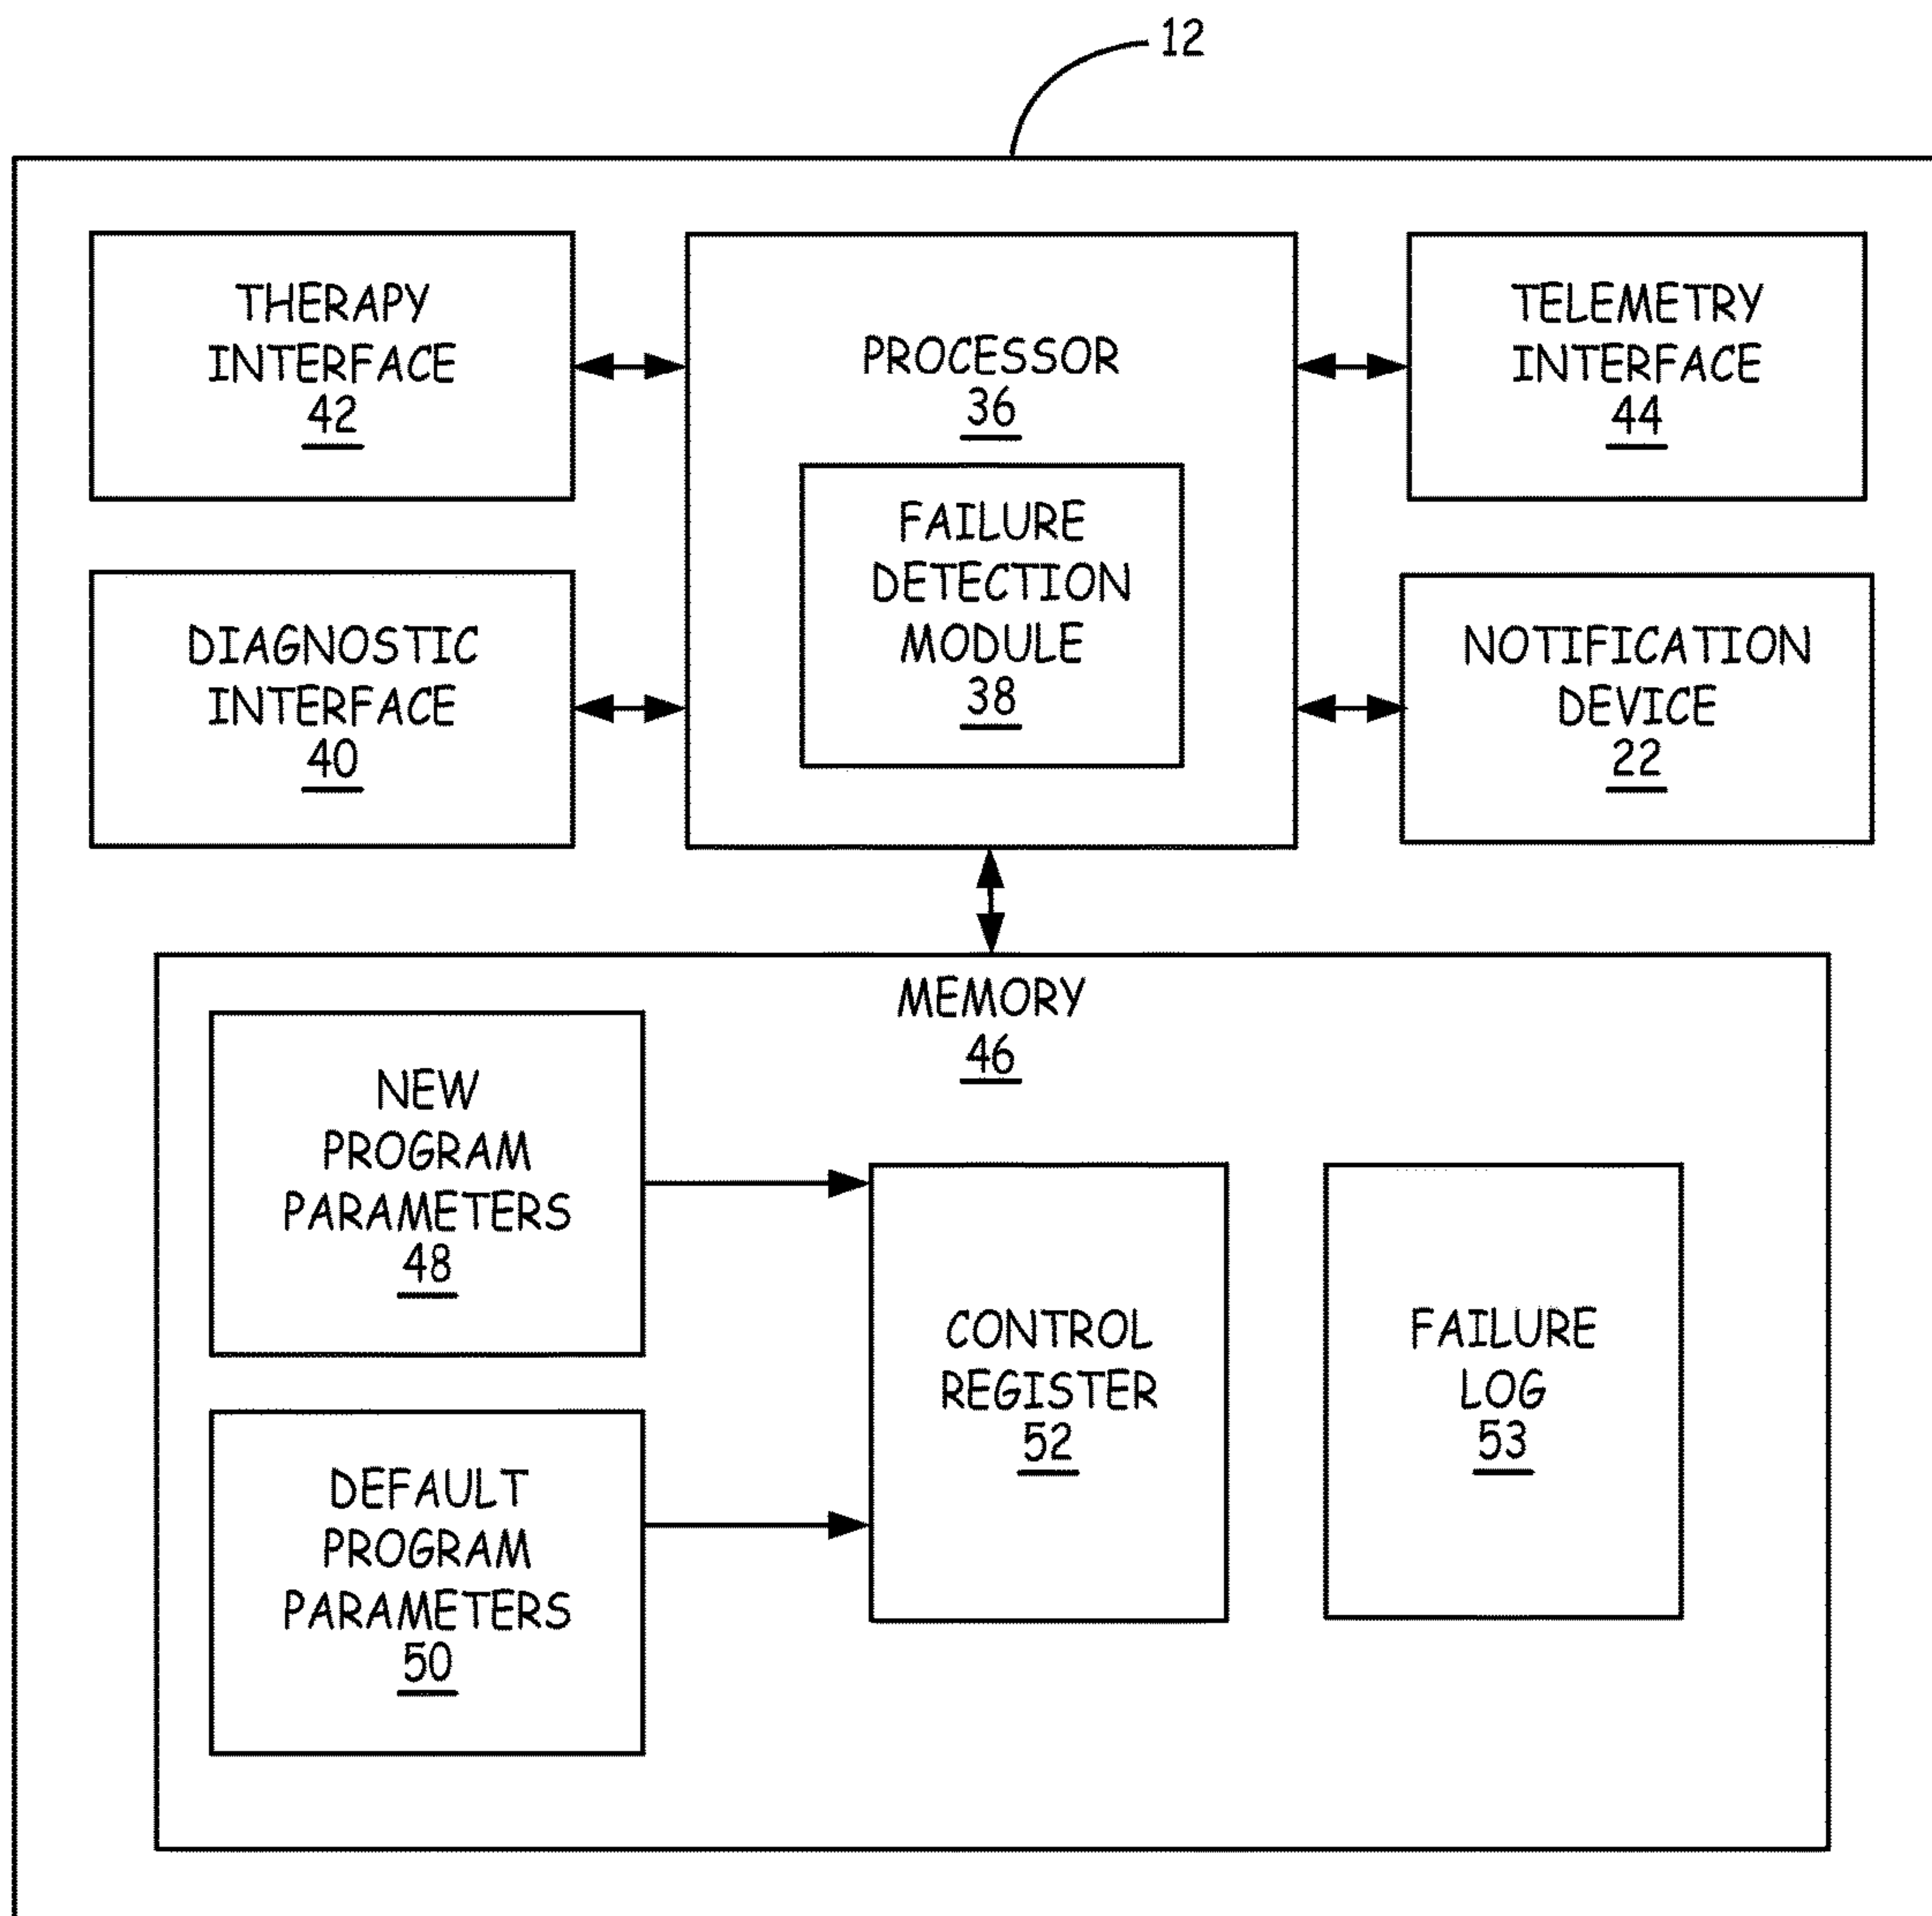 12
THERAPY
INTERFACE
42
PROCESSOR
36
TELEMETRY
INTERFACE
44
FAILURE
DETECTION
MODULE
38
DIAGNOSTIC
INTERFACE
40
NOTIFICATION
DEVICE
22
MEMORY
46
NEW
PROGRAM
PARAMETERS
48
CONTROL
REGISTER
52
FAILURE
LOG
53
DEFAULT
PROGRAM
PARAMETERS
50